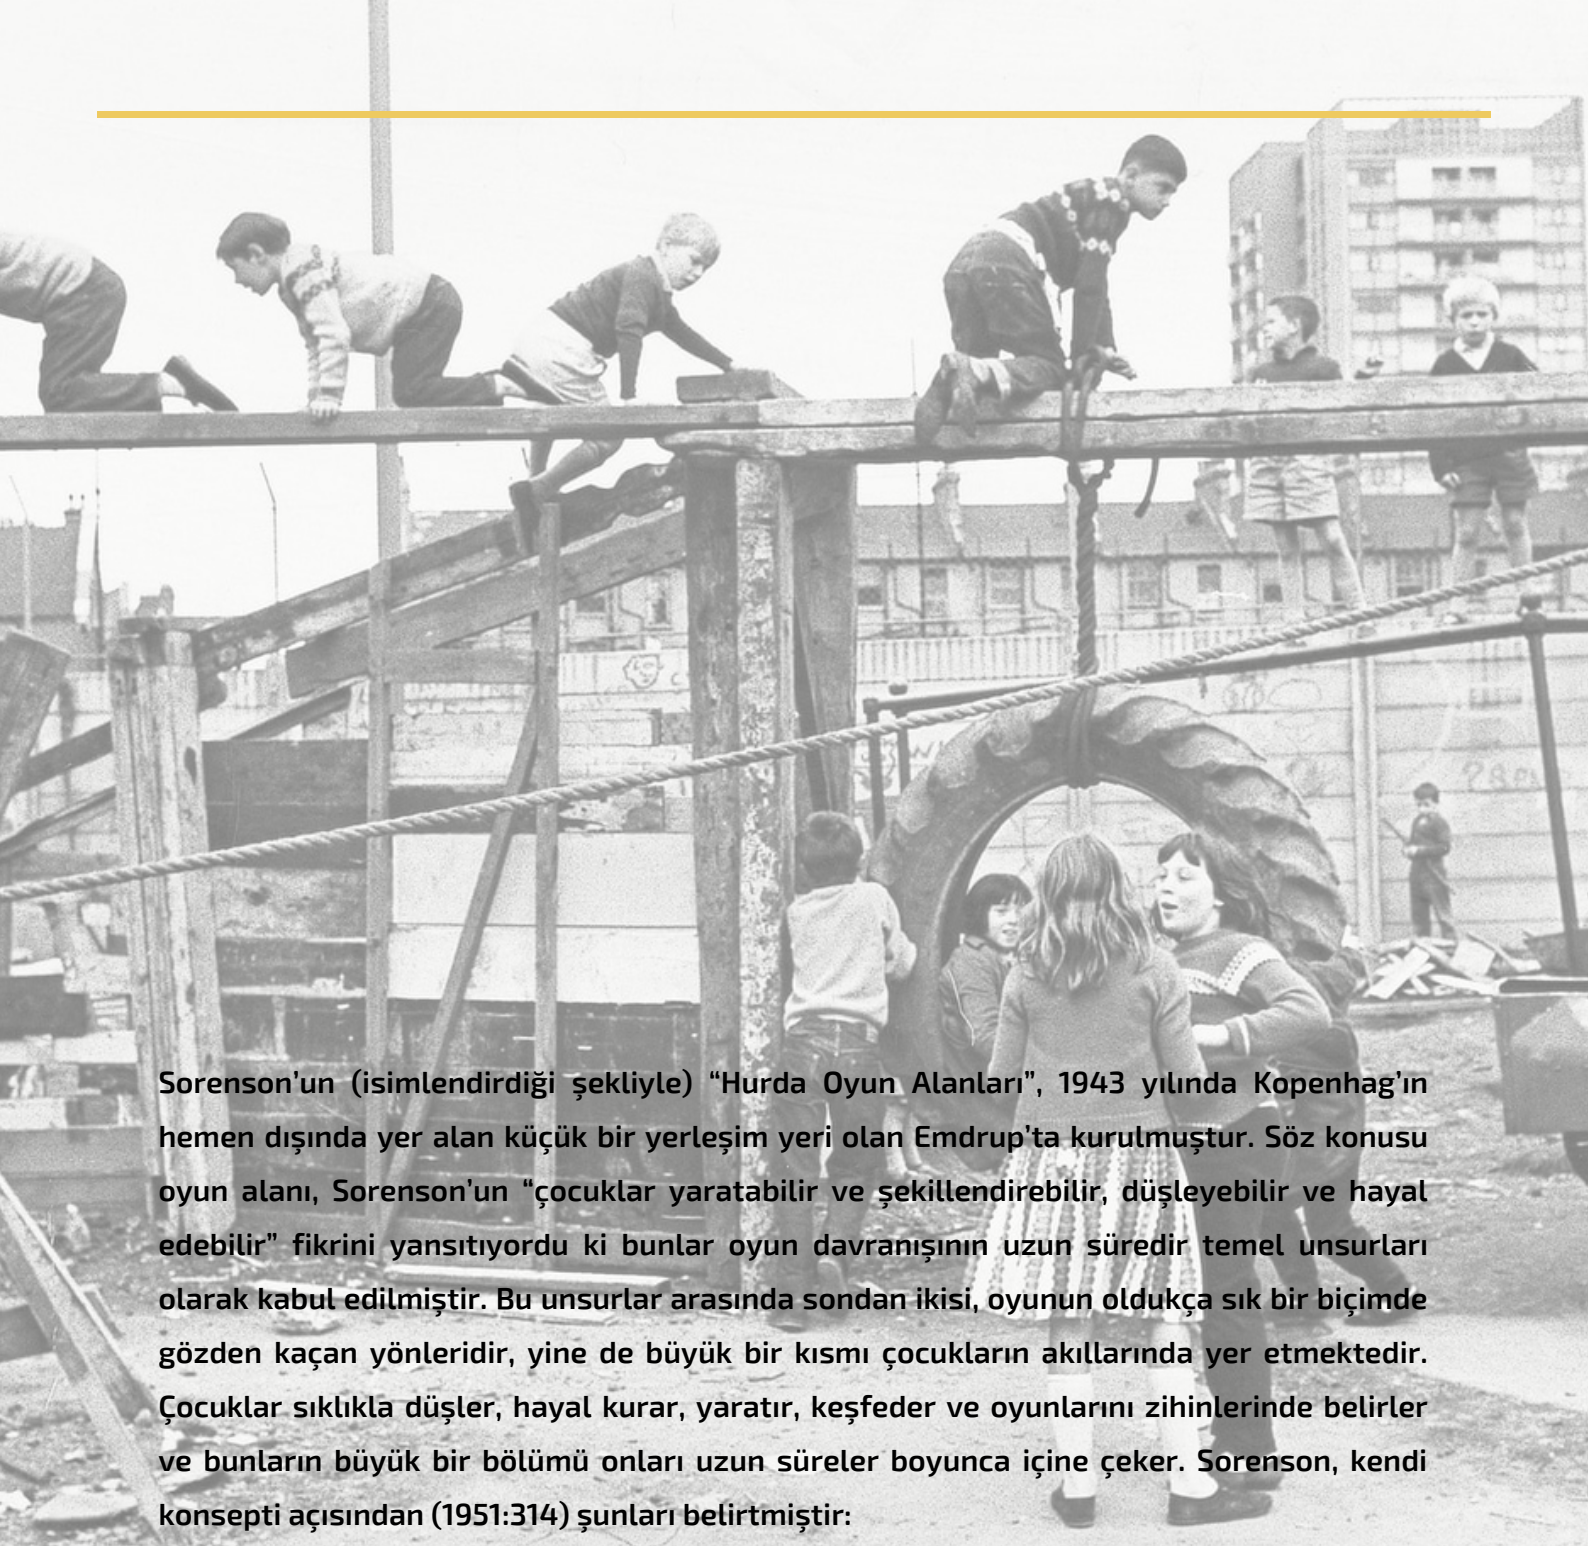 Sorenson’un (isimlendirdiği şekliyle) “Hurda Oyun Alanları”, 1943 yılında Kopenhag’ın
hemen dışında yer alan küçük bir yerleşim yeri olan Emdrup’ta kurulmuştur. Söz konusu
oyun alanı, Sorenson’un “çocuklar yaratabilir ve şekillendirebilir, düşleyebilir ve hayal
edebilir” fikrini yansıtıyordu ki bunlar oyun davranışının uzun süredir temel unsurları
olarak kabul edilmiştir. Bu unsurlar arasında sondan ikisi, oyunun oldukça sık bir biçimde
gözden kaçan yönleridir, yine de büyük bir kısmı çocukların akıllarında yer etmektedir.
Çocuklar sıklıkla düşler, hayal kurar, yaratır, keşfeder ve oyunlarını zihinlerinde belirler
ve bunların büyük bir bölümü onları uzun süreler boyunca içine çeker. Sorenson, kendi
konsepti açısından (1951:314) şunları belirtmiştir: